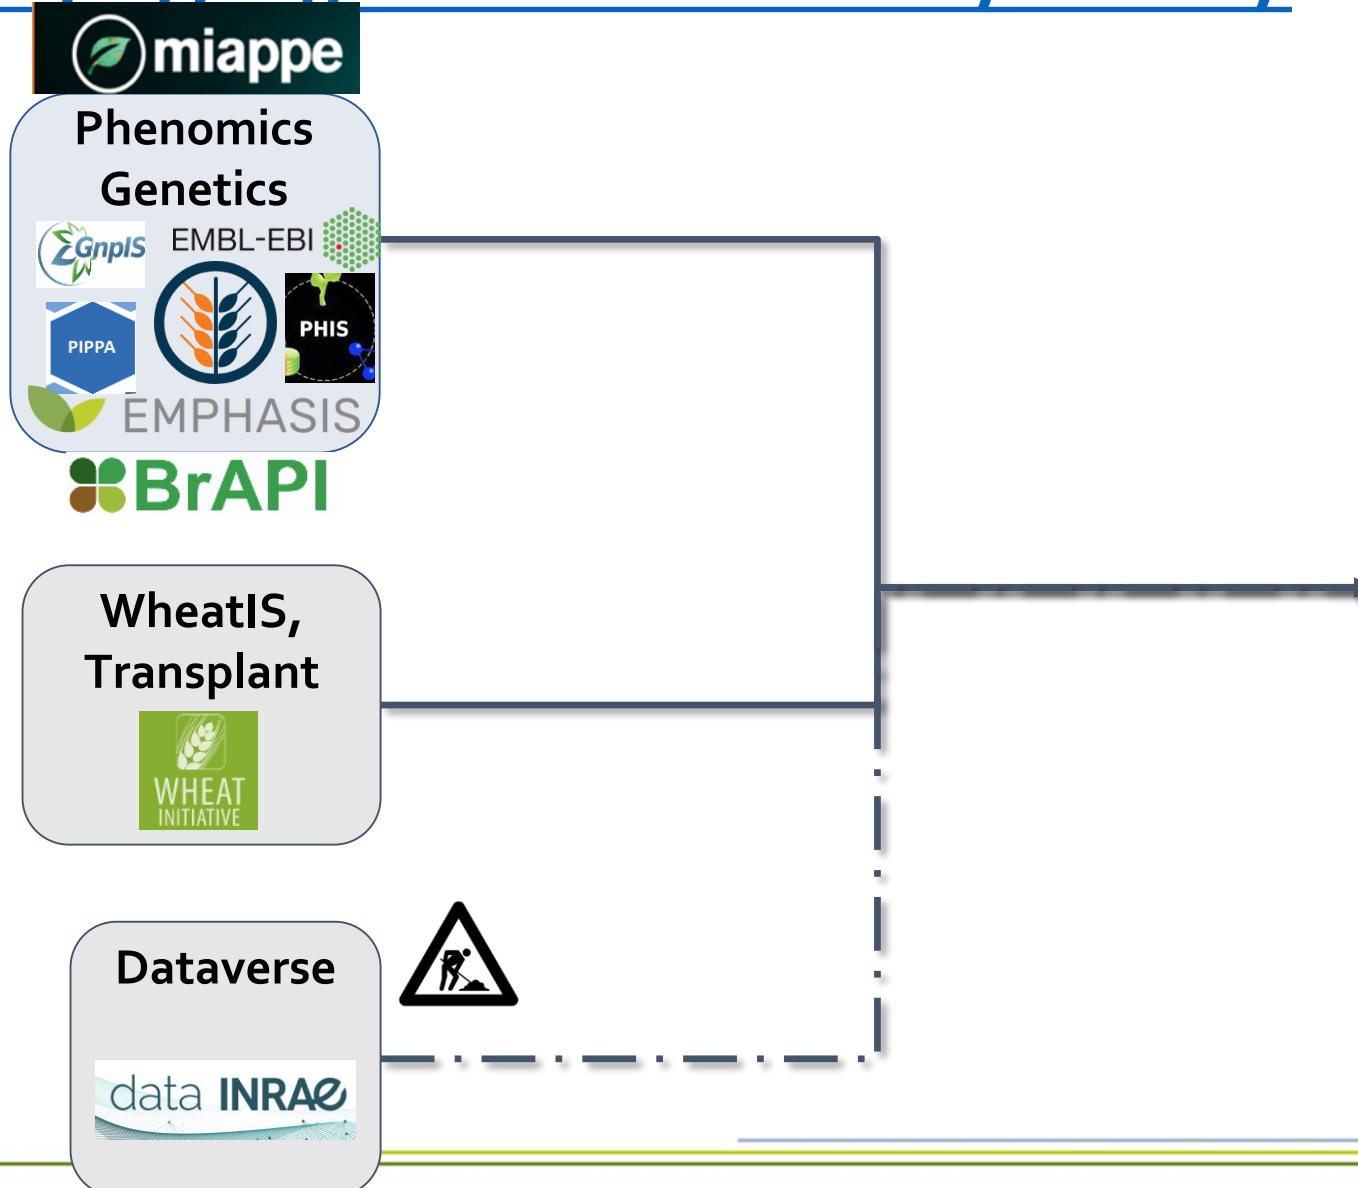 miappe
Phenomics
Genetics
GnpIS
EMBL-EBI
PIPPA
PHIS
EMPHASIS
BrAPI
WheatIS,
Transplant
WHEAT
INITIATIVE
Dataverse
data INRAE